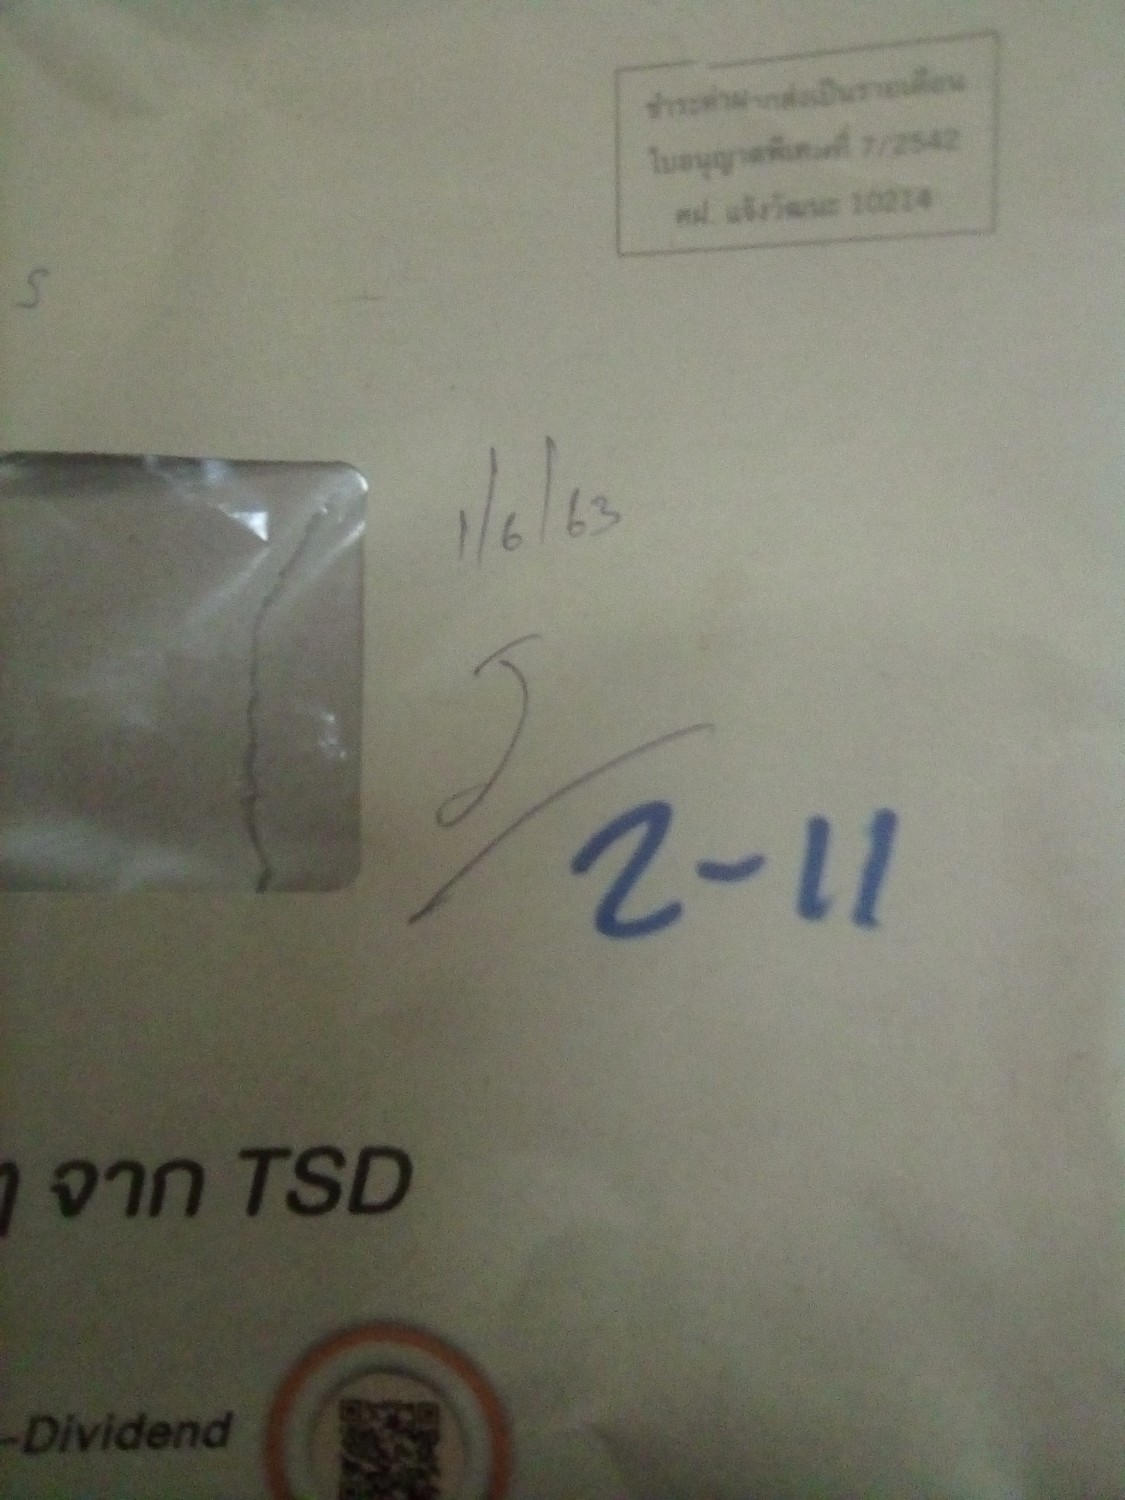 ชำระค่าฝากส่งเป็นรายเดือน
ใบอนุญาตพิเศษที่ 7/2542
ศฝ. แจ้งวัฒนะ 10214
S
1/6/63
2-11
จาก TSD
-Dividend